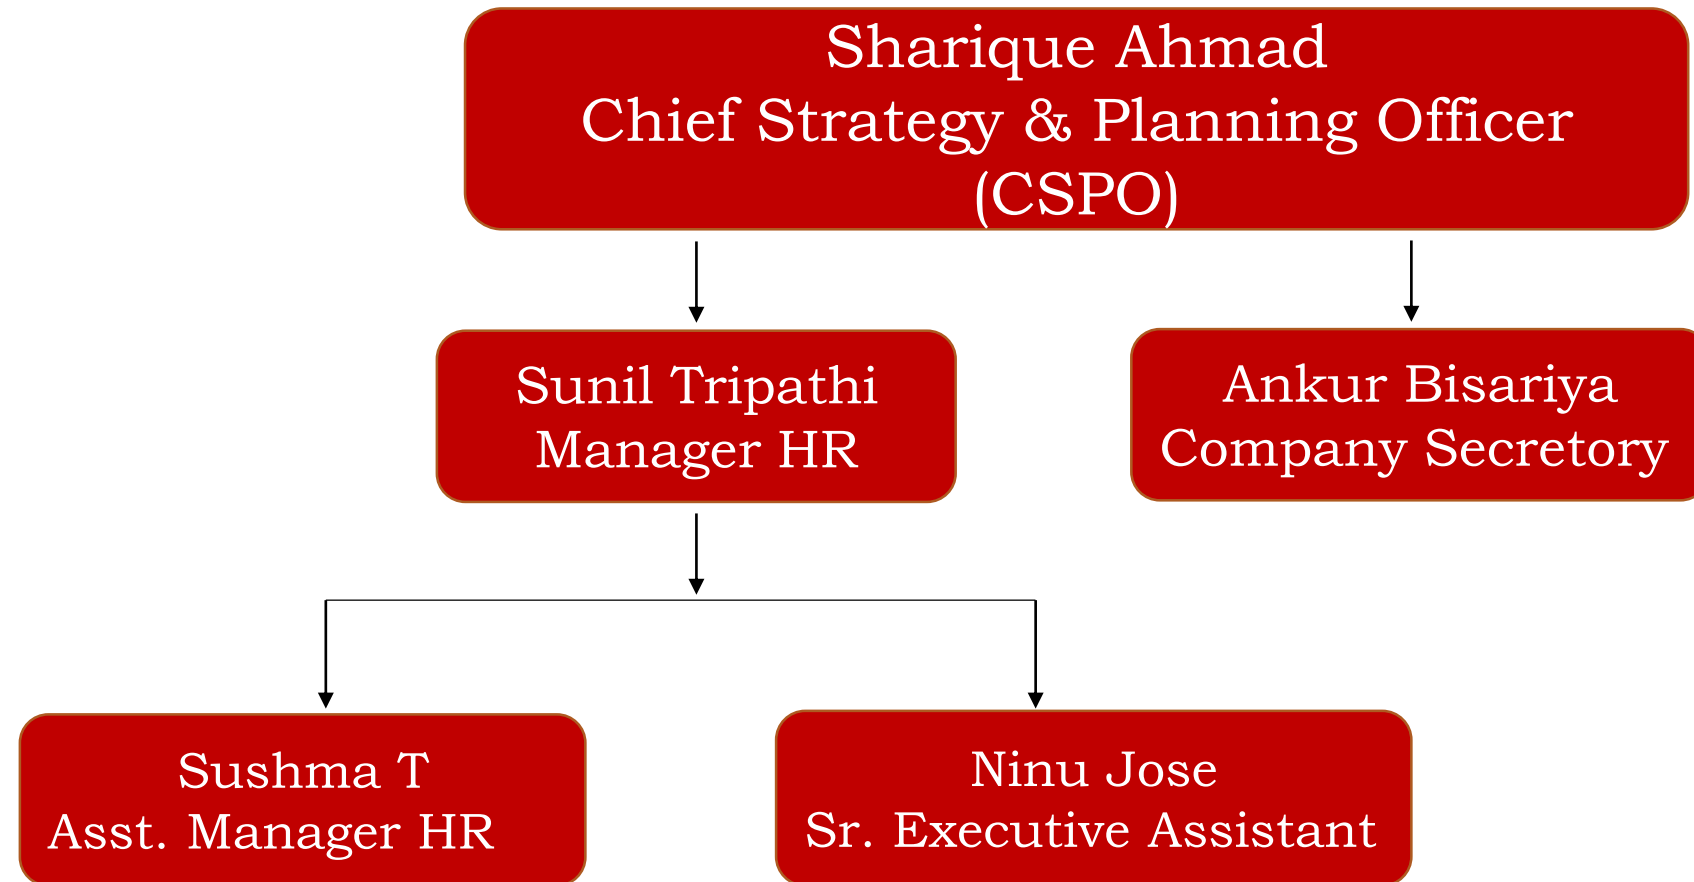 Sharique Ahmad
Chief Strategy & Planning Officer
(CSPO)
Sunil Tripathi
Manager HR
Ankur Bisariya
Company Secretory
Sushma T
Asst. Manager HR
Ninu Jose
Sr. Executive Assistant